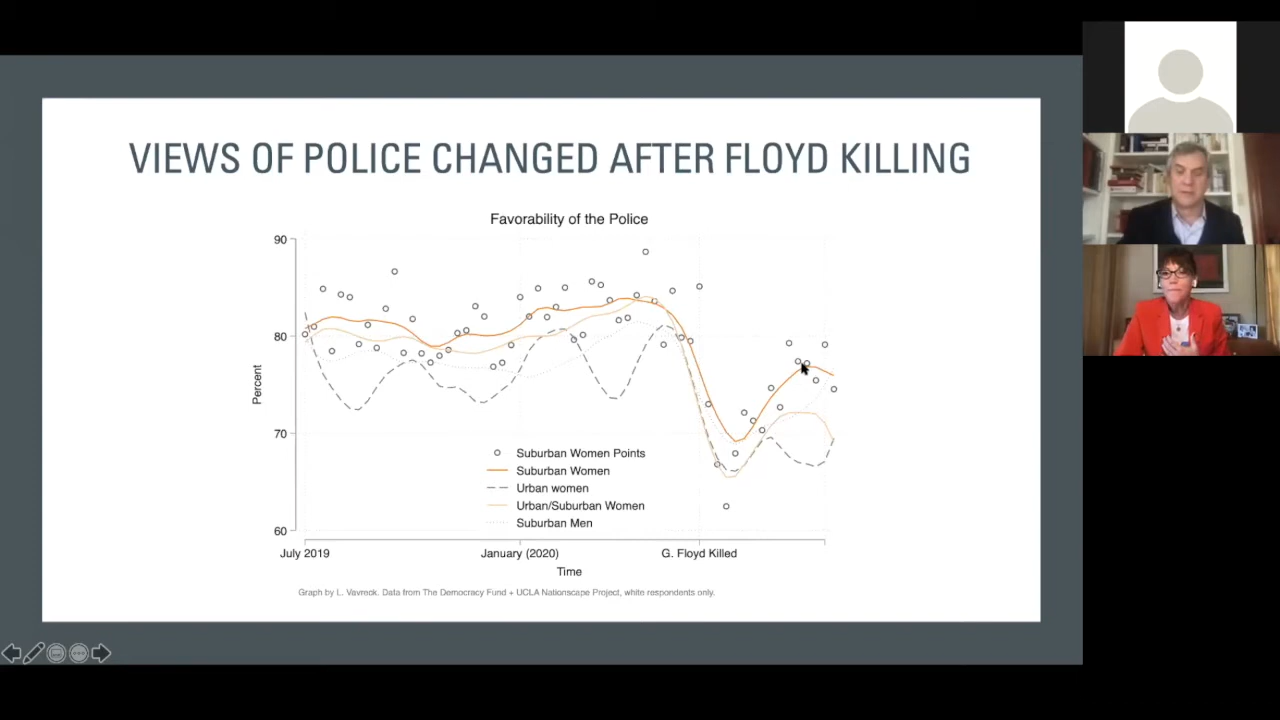 VIEWS OF POLICE CHANGED AFTER FLOYD KILLING
Favorability of the Police
90
80
70
60
Percent
Suburban Women Points
Suburban Women
Urban women
Urban/Suburban Women
Suburban Men
July 2019
January (2020)
G. Floyd Killed
Time
Graph by L. Vavreck. Data from The Democracy Fund + UCLA Nationscape Project, white respondents only.